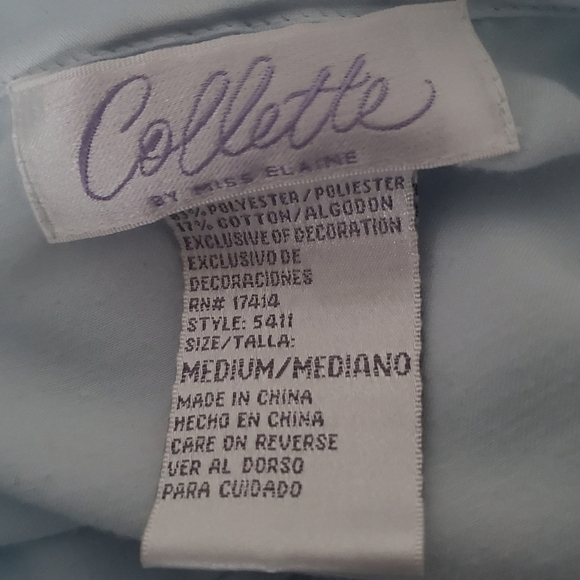 Collette
BY MISS ELAINE
83% POLYESTER/POLIESTER
17% COTTON/ALGODON
EXCLUSIVE OF DECORATION
EXCLUSIVO DE
DECORACIONES
RN# 17414
STYLE: 5411
SIZE/TALLA:
MEDIUM/MEDIANO
MADE IN CHINA
HECHO EN CHINA
CARE ON REVERSE
VER AL DORSO
PARA CUIDADO